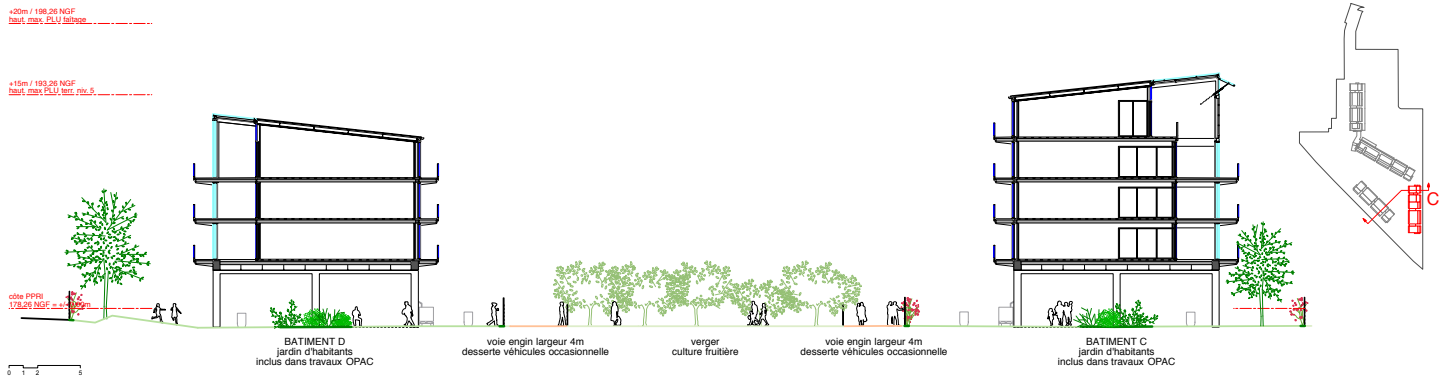 +20m / 198,26 NGF
haut. max. PLU faîtage
+15m / 193,26 NGF
haut. max PLU terr. niv. 5
côte PPRI
178,26 NGF = +/-
C
BATIMENT D
jardin d'habitants
inclus dans travaux OPAC
voie engin largeur 4m
desserte véhicules occasionnelle
verger
culture fruitière
voie engin largeur 4m
desserte véhicules occasionnelle
BATIMENT C
jardin d'habitants
inclus dans travaux OPAC
0 1 2 5